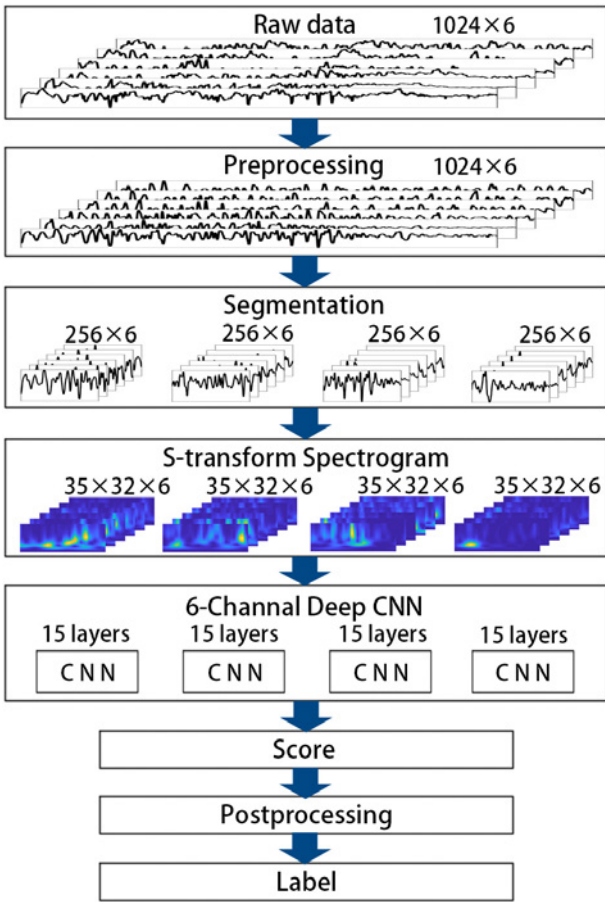 Raw data 1024×6
Preprocessing 1024×6
Segmentation
256×6 256×6 256×6 256×6
S-transform Spectrogram
35×32×6 35×32×6 35×32×6 35×32×6
6-Channal Deep CNN
15 layers 15 layers 15 layers 15 layers
CNN CNN CNN CNN
Score
Postprocessing
Label